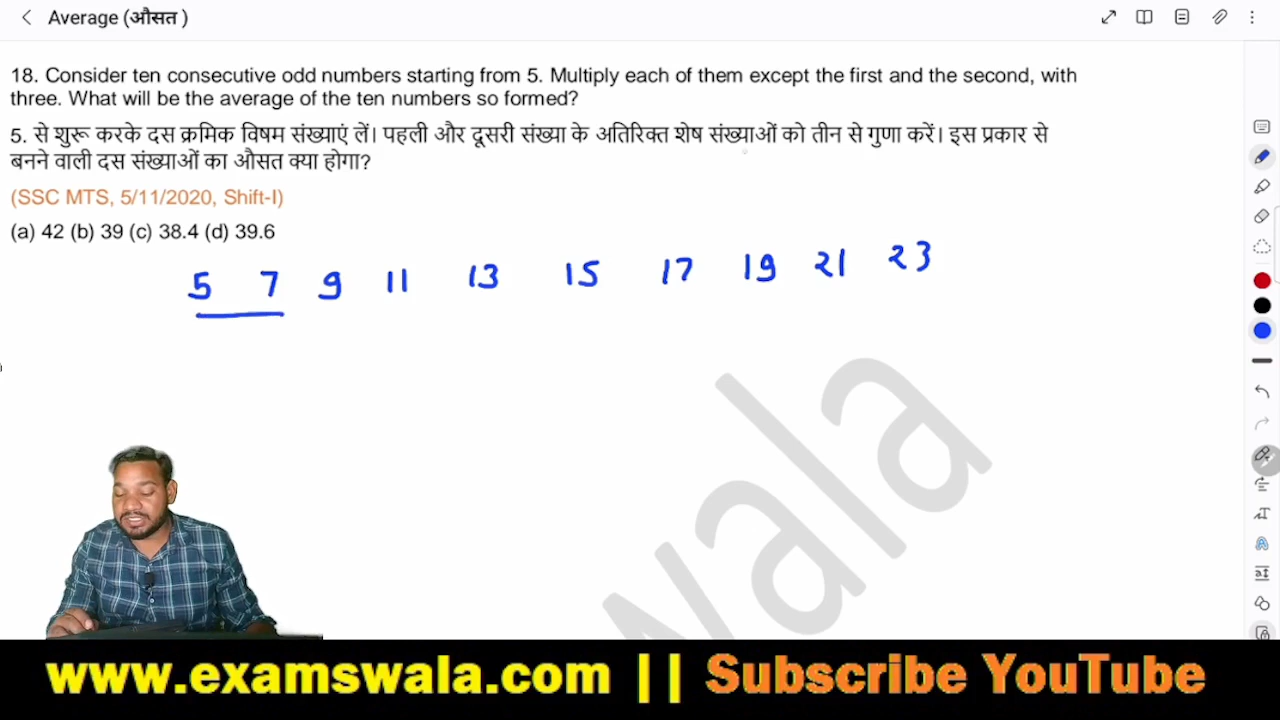 Average (औसत )
18. Consider ten consecutive odd numbers starting from 5. Multiply each of them except the first and the second, with
three. What will be the average of the ten numbers so formed?
5. से शुरू करके दस क्रमिक विषम संख्याएं लें। पहली और दूसरी संख्या के अतिरिक्त शेष संख्याओं को तीन से गुणा करें। इस प्रकार से
बनने वाली दस संख्याओं का औसत क्या होगा?
(SSC MTS, 5/11/2020, Shift-I)
(a) 42 (b) 39 (c) 38.4 (d) 39.6
5 7 9 11 13 15 17 19 21 23
wala
www.examswala.com || Subscribe YouTube